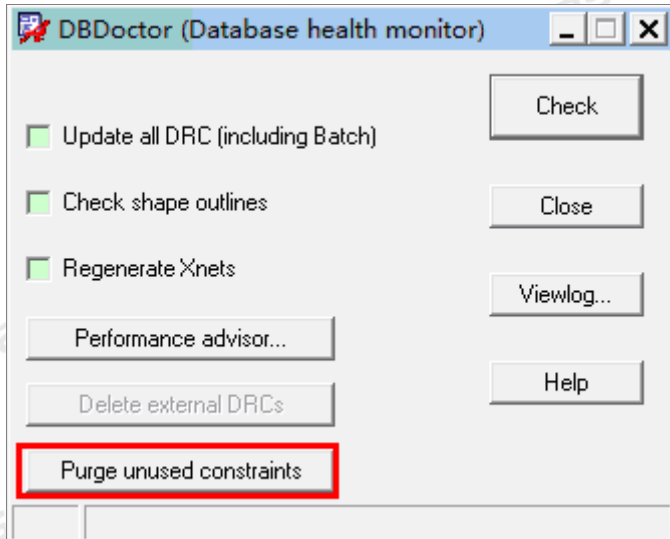 DBDoctor (Database health monitor)
Check
Update all DRC (including Batch)
Check shape outlines
Close
Regenerate Xnets
Viewlog...
Performance advisor...
Help
Delete external DRCs
Purge unused constraints